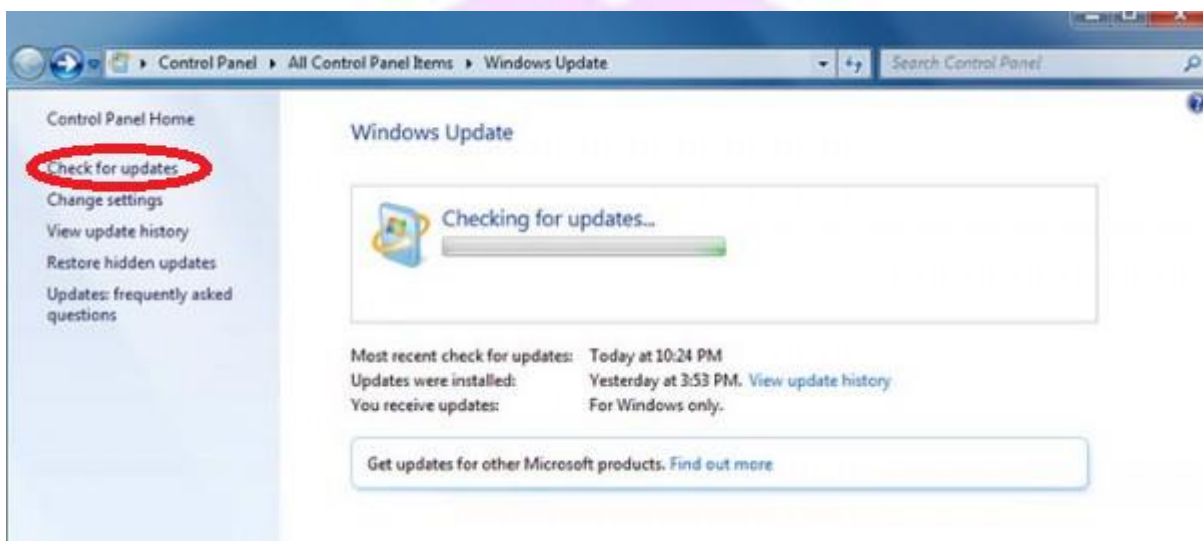 Control Panel ▸ All Control Panel Items ▸ Windows Update
Search Control Panel
Control Panel Home
Check for updates
Change settings
View update history
Restore hidden updates
Updates: frequently asked
questions
Windows Update
Checking for updates...
Most recent check for updates: Today at 10:24 PM
Updates were installed: Yesterday at 3:53 PM. View update history
You receive updates: For Windows only.
Get updates for other Microsoft products. Find out more